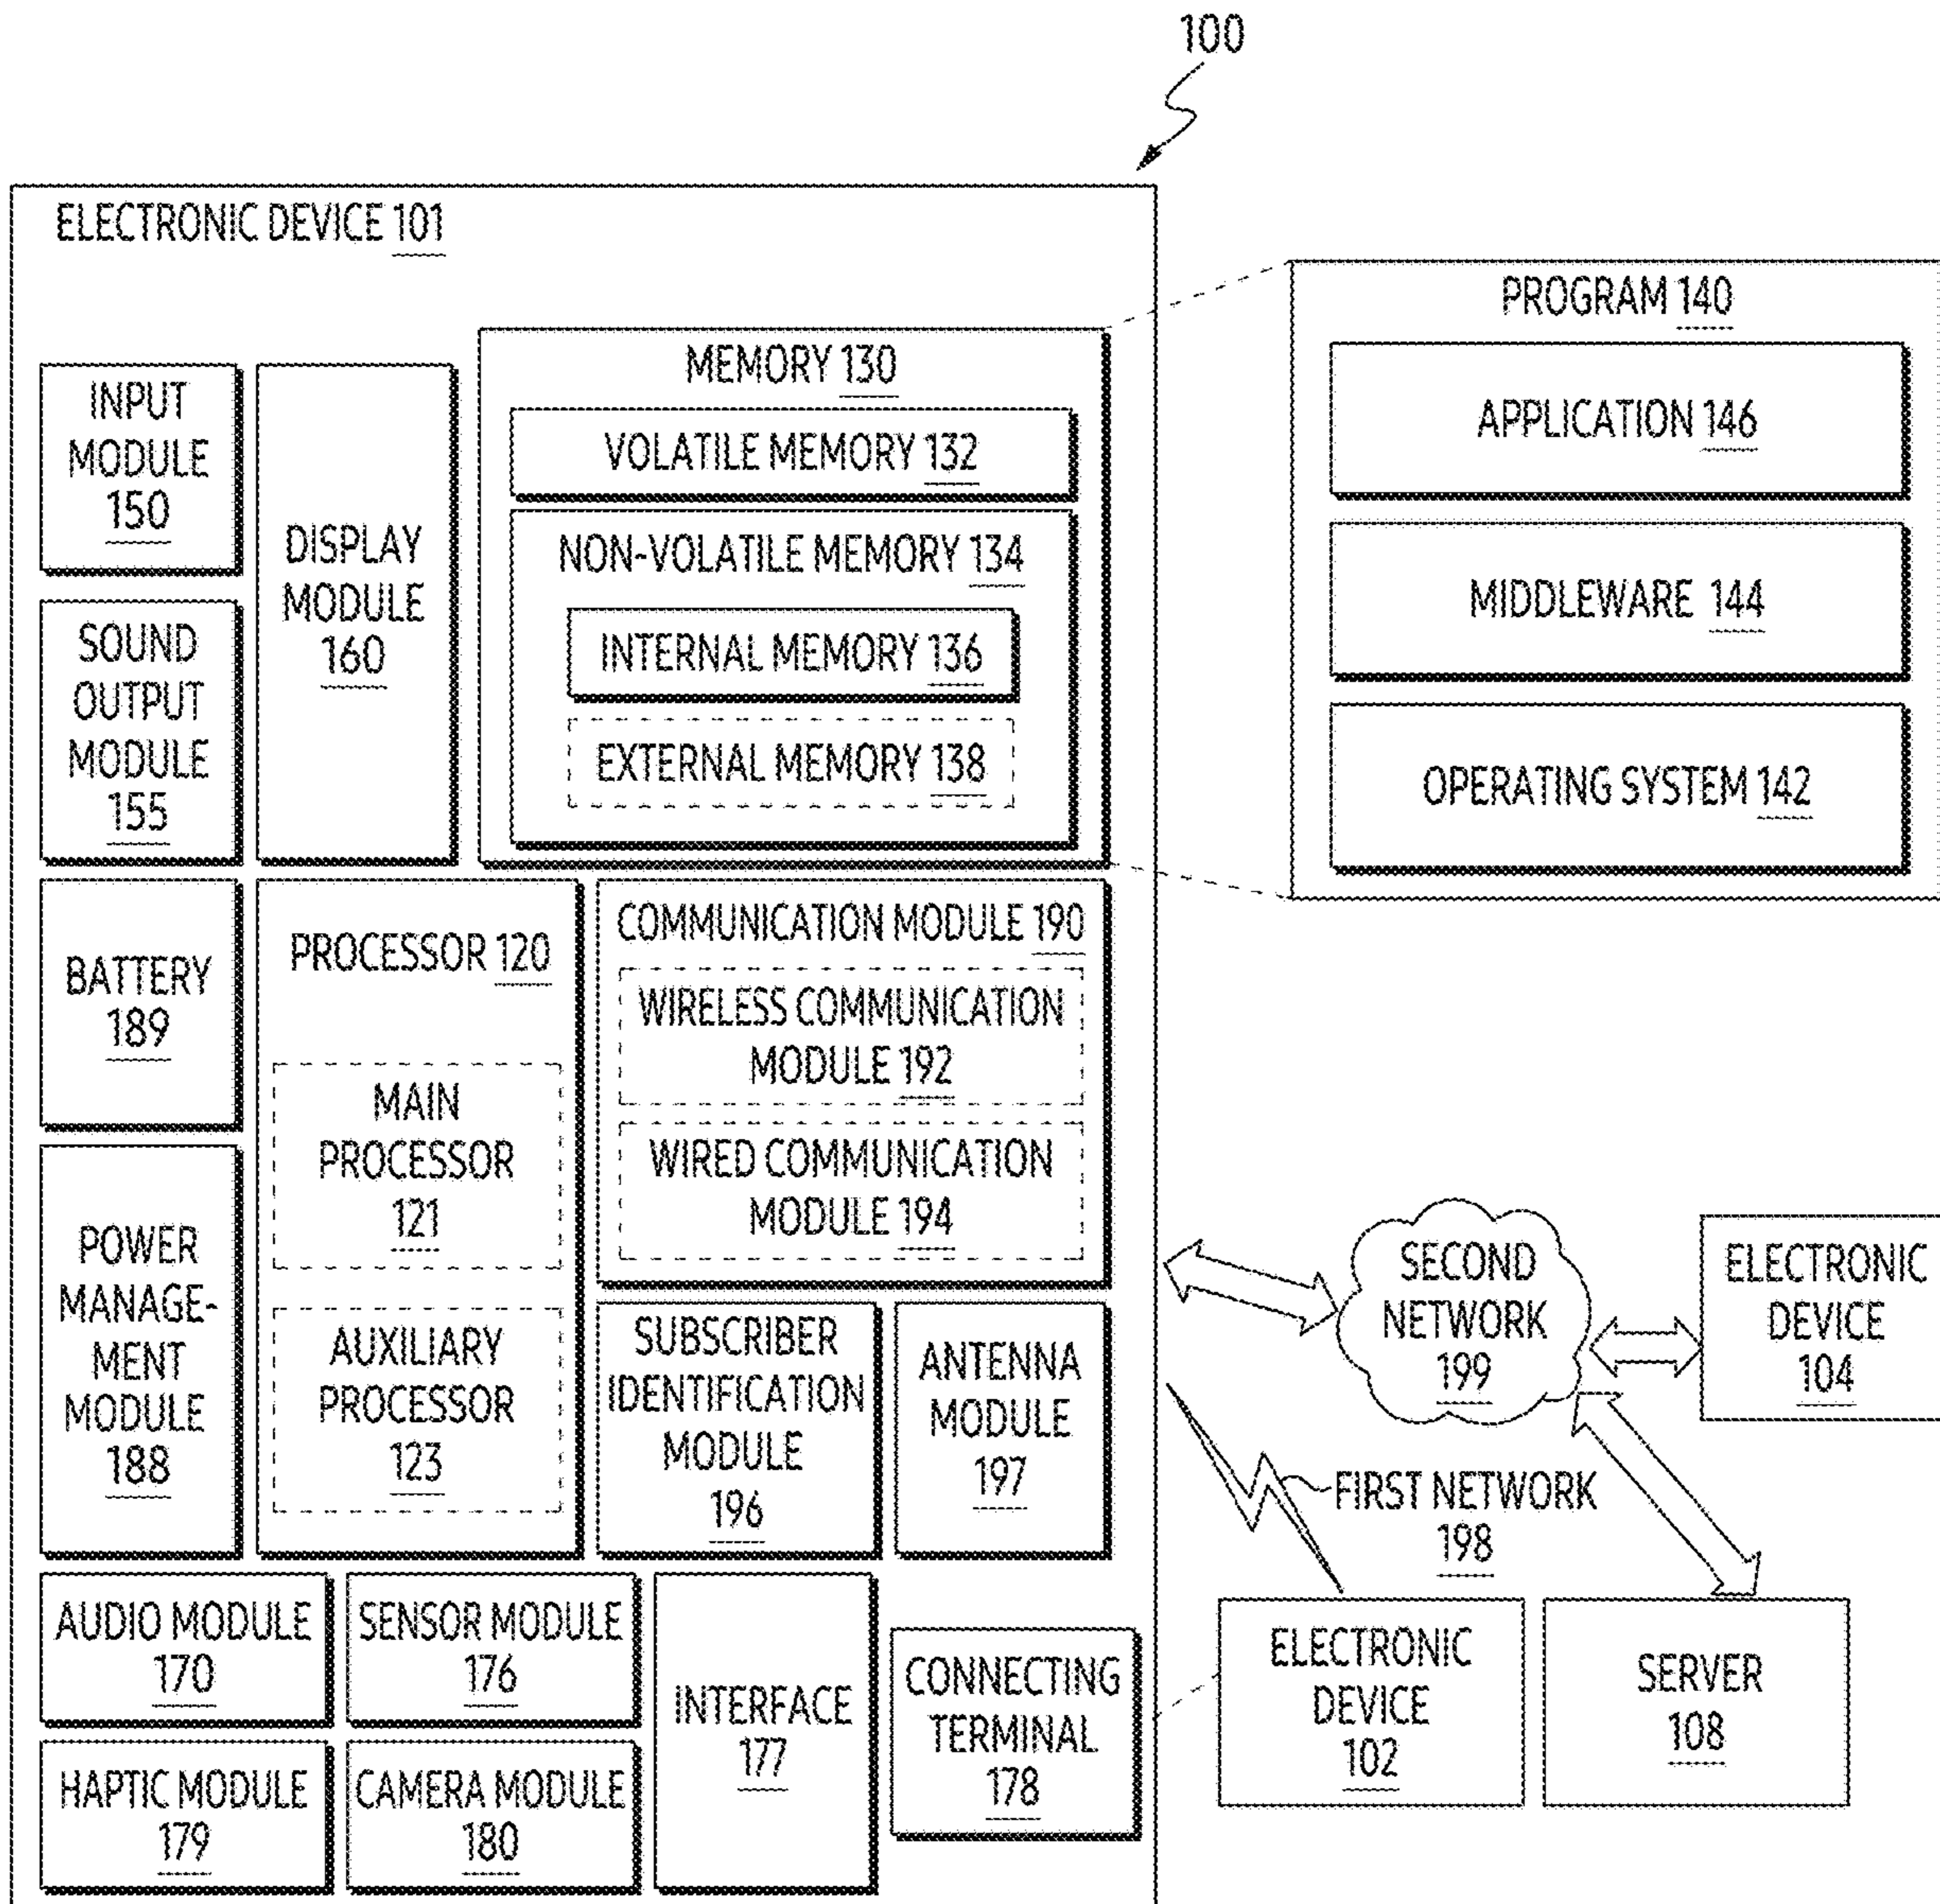 100
ELECTRONIC DEVICE 101
INPUT
MODULE
150
SOUND
OUTPUT
MODULE
155
DISPLAY
MODULE
160
MEMORY 130
VOLATILE MEMORY 132
NON-VOLATILE MEMORY 134
INTERNAL MEMORY 136
EXTERNAL MEMORY 138
PROGRAM 140
APPLICATION 146
MIDDLEWARE 144
OPERATING SYSTEM 142
BATTERY
189
POWER
MANAGE-
MENT
MODULE
188
PROCESSOR 120
MAIN
PROCESSOR
121
AUXILIARY
PROCESSOR
123
COMMUNICATION MODULE 190
WIRELESS COMMUNICATION
MODULE 192
WIRED COMMUNICATION
MODULE 194
SUBSCRIBER
IDENTIFICATION
MODULE
196
ANTENNA
MODULE
197
SECOND
NETWORK
199
ELECTRONIC
DEVICE
104
FIRST NETWORK
198
AUDIO MODULE
170
SENSOR MODULE
176
HAPTIC MODULE
179
CAMERA MODULE
180
INTERFACE
177
CONNECTING
TERMINAL
178
ELECTRONIC
DEVICE
102
SERVER
108